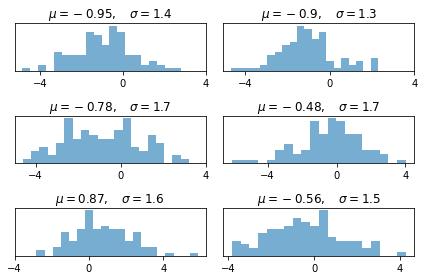 μ = −0.95, σ = 1.4
μ = −0.9, σ = 1.3
−4 0 4
−4 0 4
μ = −0.78, σ = 1.7
μ = −0.48, σ = 1.7
−4 0 4
−4 0 4
μ = 0.87, σ = 1.6
μ = −0.56, σ = 1.5
−4 0 4
−4 0 4